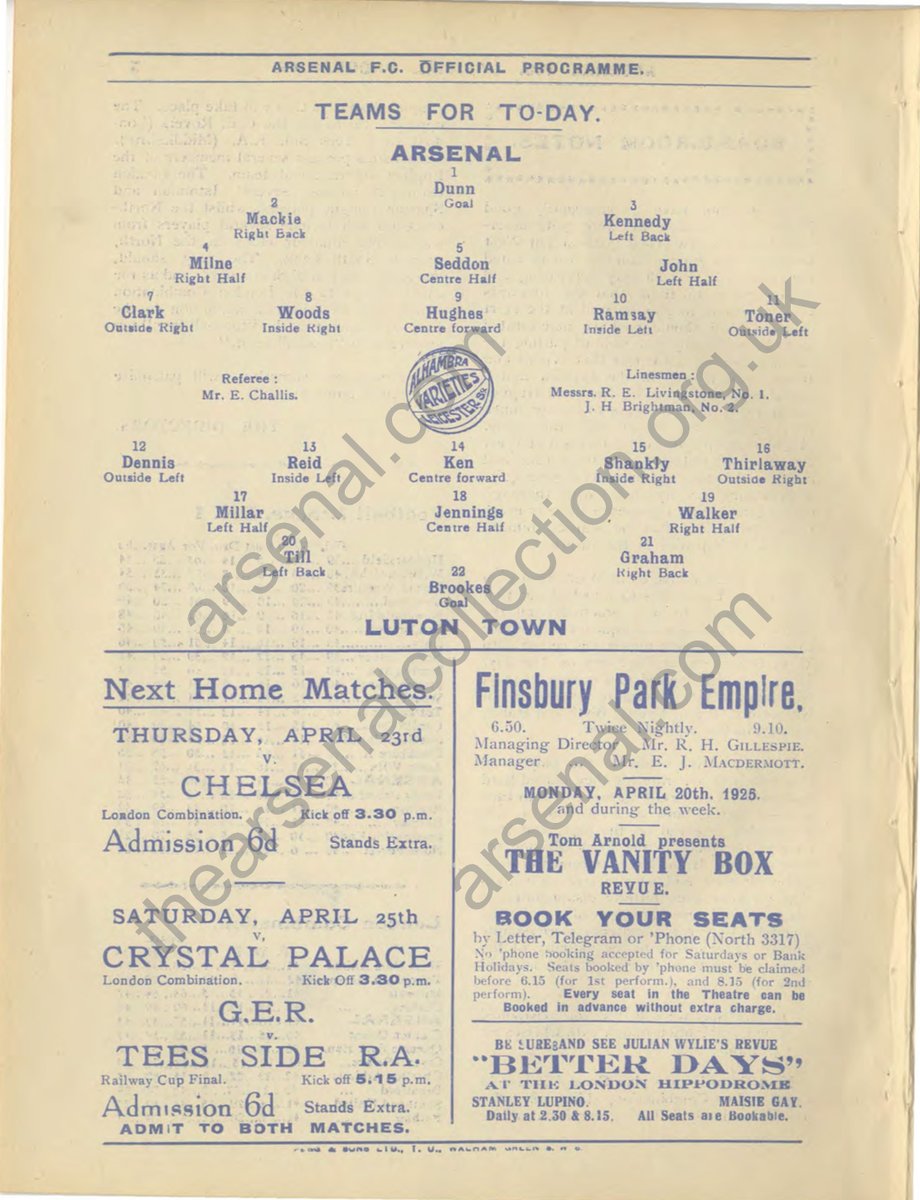 ARSENAL F.C. OFFICIAL PROGRAMME.
TEAMS FOR TO-DAY.
ARSENAL
1
Dunn
Goal
2 3
Mackie Kennedy
Right Back Left Back
4 5
Milne Seddon John
Right Half Centre Half Left Half
7 8 9 10 11
Clark Woods Hughes Ramsay Toner
Outside Right Inside Right Centre forward Inside Left Outside Left
Referee :
Mr. E. Challis.
ALHAMBRA
VARIETIES
LEICESTER SQ
Linesmen :
Messrs. R. E. Livingstone, No. 1.
J. H Brightman, No. 2.
12 13 14 15 16
Dennis Reid Ken Shankly Thirlaway
Outside Left Inside Left Centre forward Inside Right Outside Right
17 18 19
Millar Jennings Walker
Left Half Centre Half Right Half
20 21
Till Graham
Left Back Right Back
22
Brookes
Goal
LUTON TOWN
Next Home Matches.
THURSDAY, APRIL 23rd
v.
CHELSEA
London Combination. Kick off 3.30 p.m.
Admission 6d Stands Extra.
SATURDAY, APRIL 25th
v.
CRYSTAL PALACE
London Combination. Kick Off 3.30 p.m.
G.E.R.
v.
TEES SIDE R.A.
Railway Cup Final. Kick off 5.15 p.m.
Admission 6d Stands Extra.
ADMIT TO BOTH MATCHES.
Finsbury Park Empire.
6.50. Twice Nightly. 9.10.
Managing Director Mr. R. H. GILLESPIE.
Manager Mr. E. J. MACDERMOTT.
MONDAY, APRIL 20th. 1925.
and during the week.
Tom Arnold presents
THE VANITY BOX
REVUE.
BOOK YOUR SEATS
by Letter, Telegram or 'Phone (North 3317)
No 'phone booking accepted for Saturdays or Bank
Holidays. Seats booked by 'phone must be claimed
before 6.15 (for 1st perform.), and 8.15 (for 2nd
perform). Every seat in the Theatre can be
Booked in advance without extra charge.
BE SURE AND SEE JULIAN WYLIE'S REVUE
"BETTER DAYS"
AT THE LONDON HIPPODROME
STANLEY LUPINO. MAISIE GAY.
Daily at 2.30 & 8.15. All Seats are Bookable.
& SONS LTD., T. U., WALHAM GREEN S. W 6.
thearsenalcollection.org.uk
arsenal.com
arsenal.com